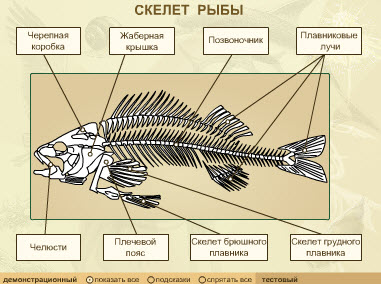 СКЕЛЕТ РЫБЫ
Черепная
коробка
Жаберная
крышка
Позвоночник
Плавниковые
лучи
Челюсти
Плечевой
пояс
Скелет брюшного
плавника
Скелет грудного
плавника
демонстрационный показать все подсказки спрятать все тестовый